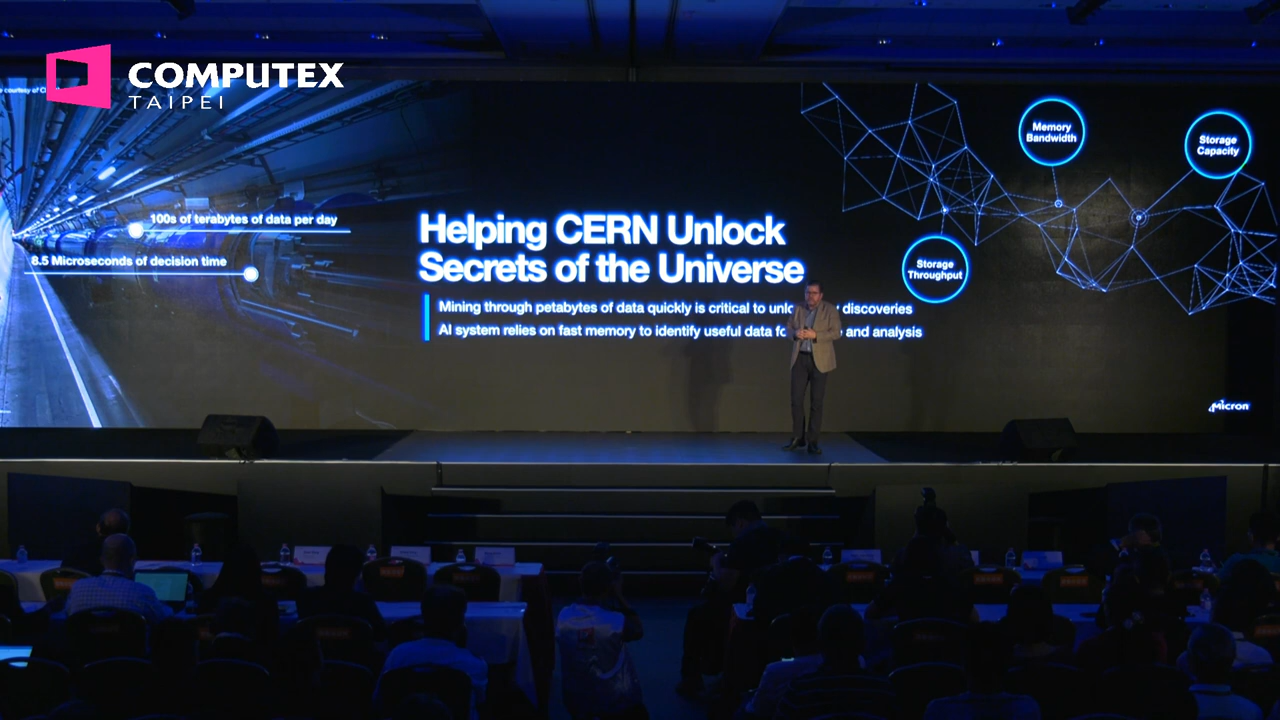 COMPUTEX
TAIPEI
courtesy of
100s of terabytes of data per day
8.5 Microseconds of decision time
Helping CERN Unlock
Secrets of the Universe
Mining through petabytes of data quickly is critical to discoveries
AI system relies on fast memory to identify useful data and analysis
Memory
Bandwidth
Storage
Capacity
Storage
Throughput
Micron